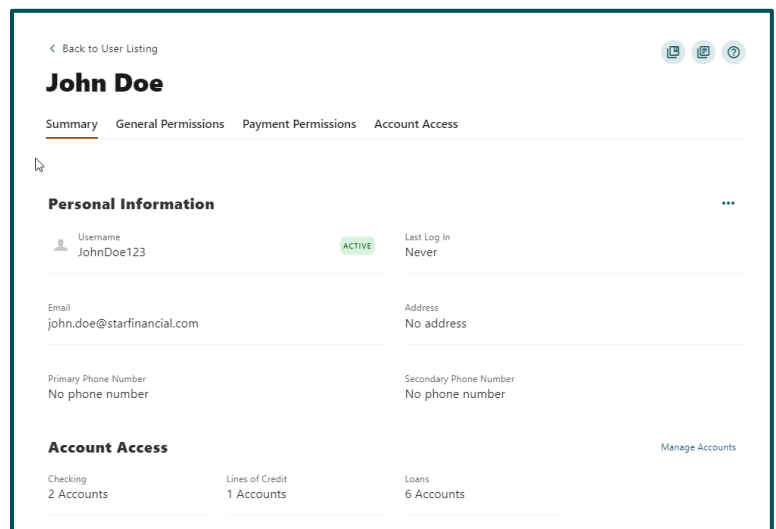 Back to User Listing
John Doe
Summary General Permissions Payment Permissions Account Access
Personal Information
Username
JohnDoe123
ACTIVE
Last Log In
Never
Email
john.doe@starfinancial.com
Address
No address
Primary Phone Number
No phone number
Secondary Phone Number
No phone number
Account Access
Manage Accounts
Checking
2 Accounts
Lines of Credit
1 Accounts
Loans
6 Accounts